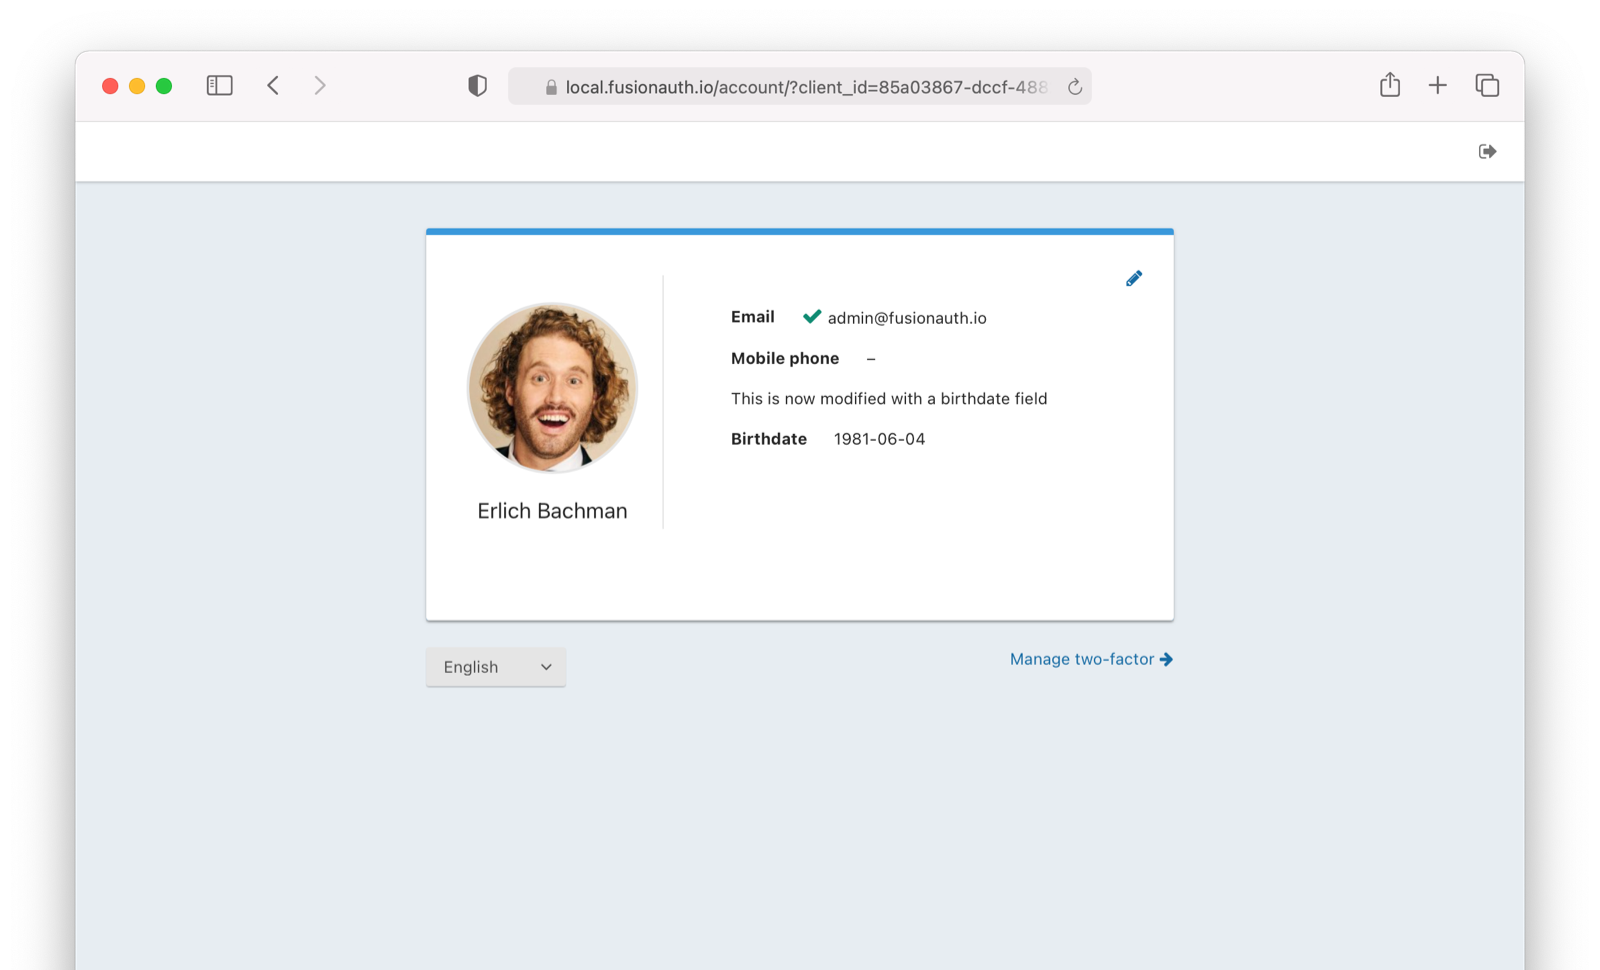 local.fusionauth.io/account/?client_id=85a03867-dccf-488
Email admin@fusionauth.io
Mobile phone –
This is now modified with a birthdate field
Birthdate 1981-06-04
Erlich Bachman
English
Manage two-factor